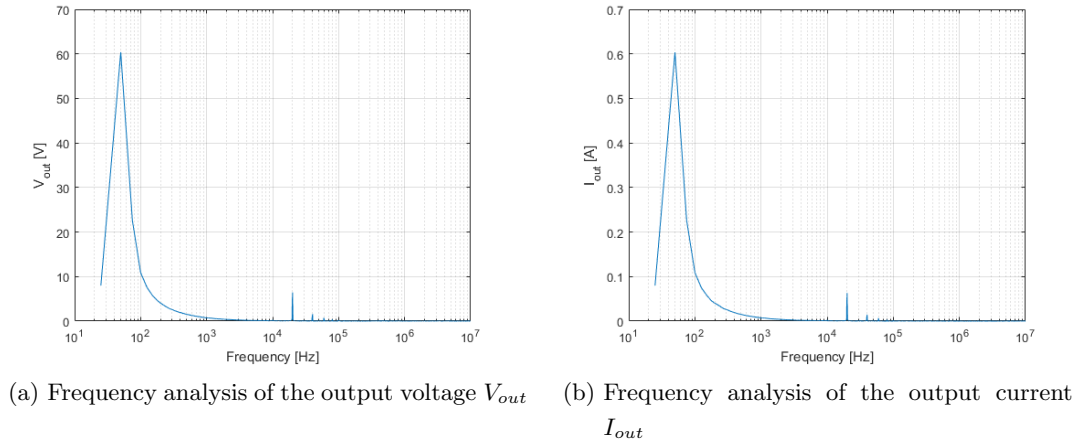 70
60
50
40
30
20
10
0
V_out [V]
10^1 10^2 10^3 10^4 10^5 10^6 10^7
Frequency [Hz]
0.7
0.6
0.5
0.4
0.3
0.2
0.1
0
I_out [A]
10^1 10^2 10^3 10^4 10^5 10^6 10^7
Frequency [Hz]
(a) Frequency analysis of the output voltage V_out
(b) Frequency analysis of the output current
I_out